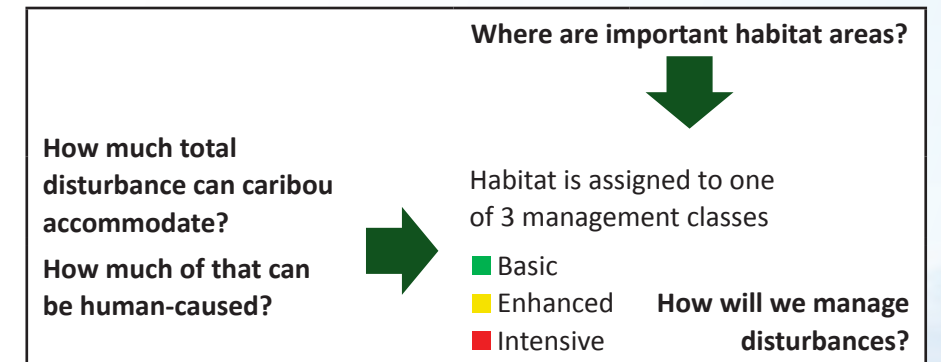 Where are important habitat areas?
How much total
disturbance can caribou
accommodate?
How much of that can
be human-caused?
Habitat is assigned to one
of 3 management classes
Basic
Enhanced
Intensive
How will we manage
disturbances?